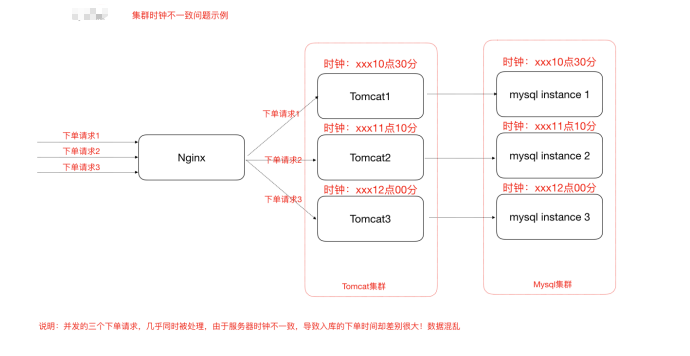 集群时钟不一致问题示例
时钟：xxx10点30分
时钟：xxx10点30分
Tomcat1
mysql instance 1
下单请求1
时钟：xxx11点10分
时钟：xxx11点10分
下单请求1
下单请求2
下单请求3
Nginx
下单请求2
Tomcat2
mysql instance 2
时钟：xxx12点00分
时钟：xxx12点00分
下单请求3
Tomcat3
mysql instance 3
Tomcat集群
Mysql集群
说明：并发的三个下单请求，几乎同时被处理，由于服务器时钟不一致，导致入库的下单时间却差别很大！数据混乱